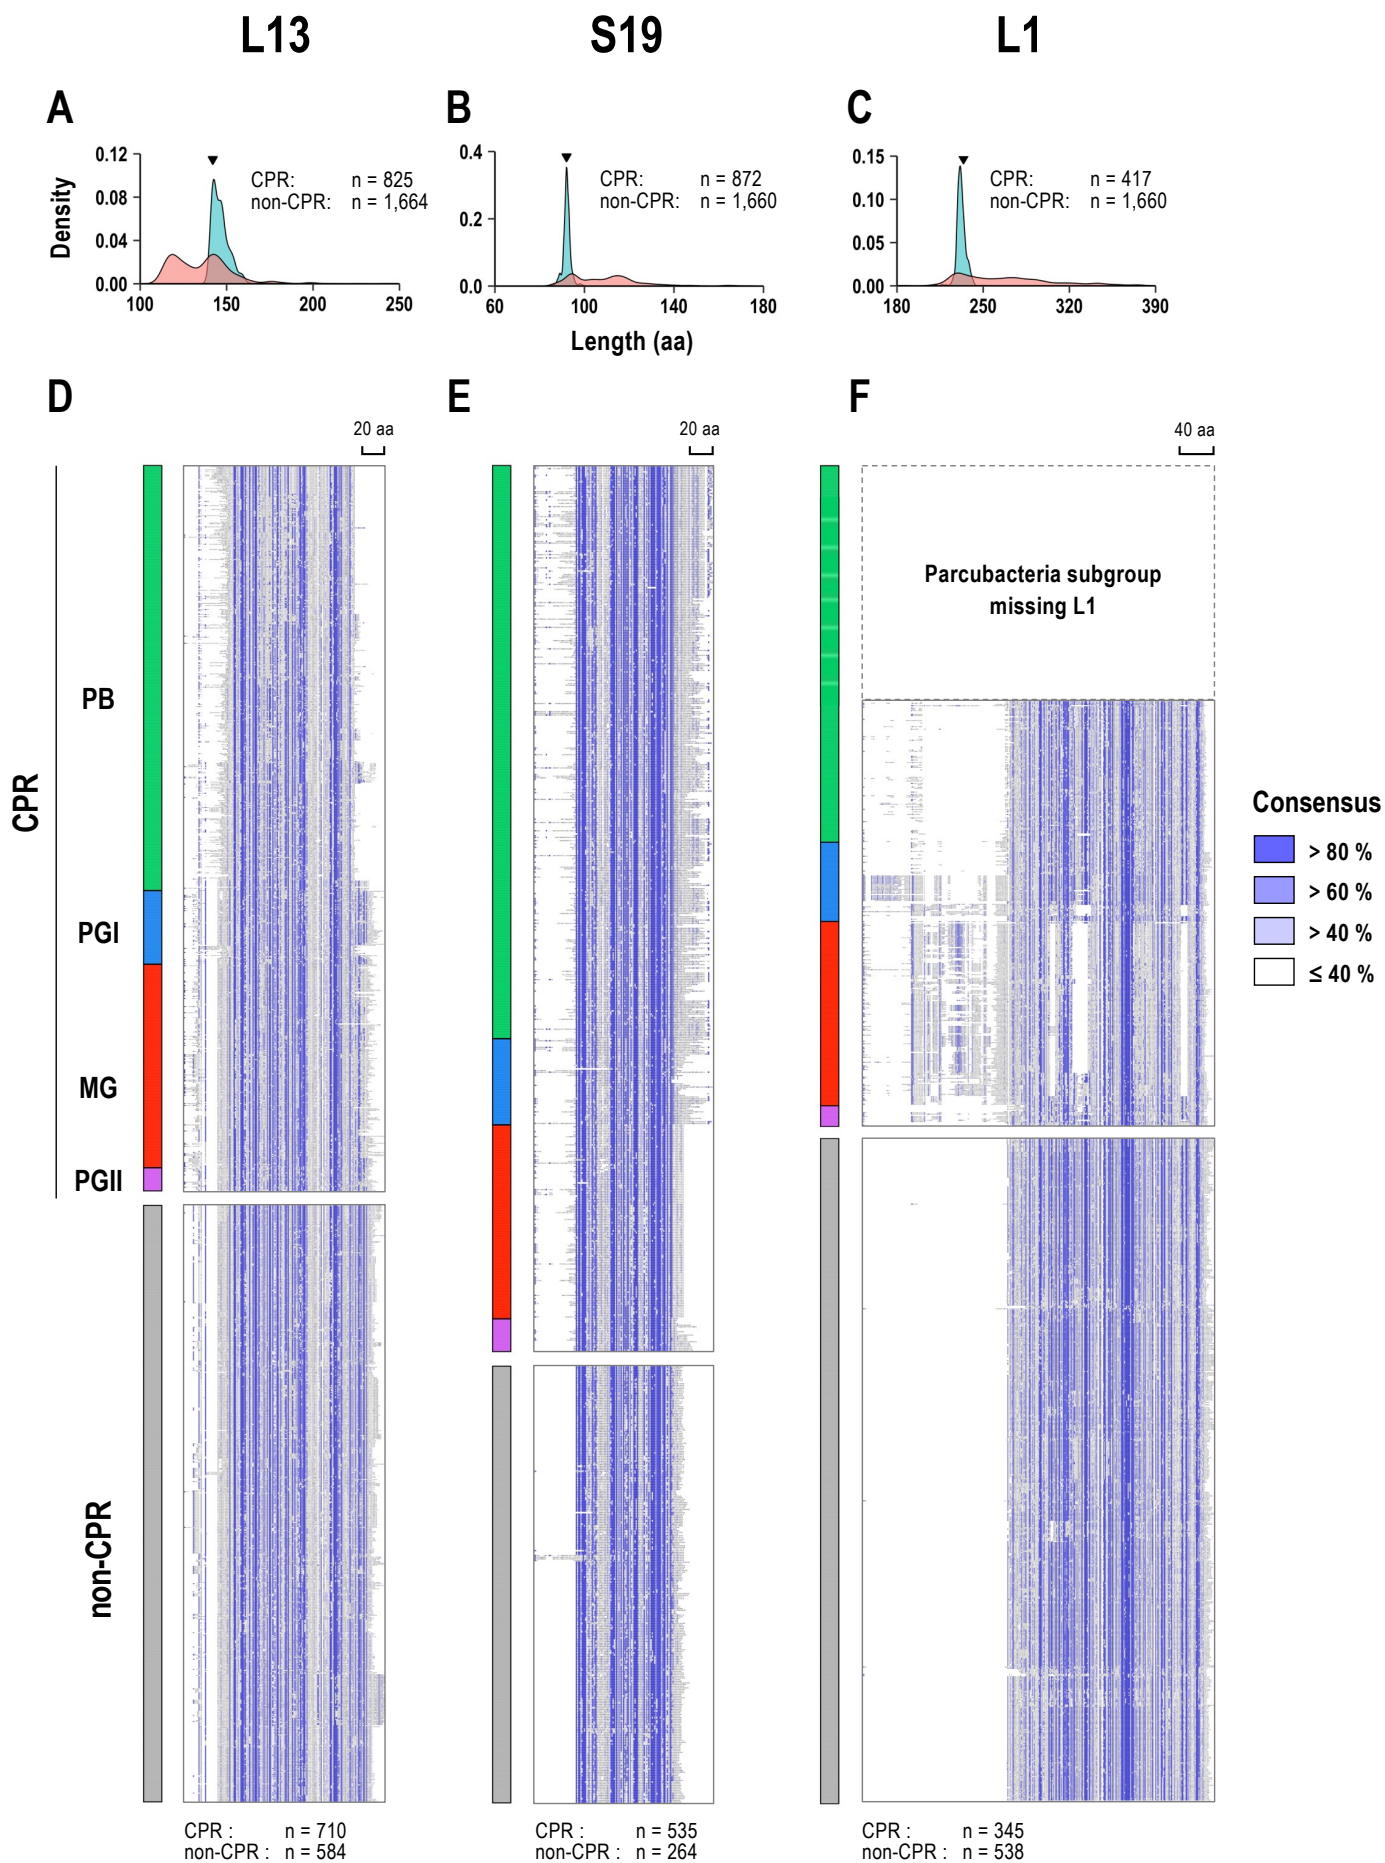 L13
S19
L1
A
B
C
0.12
0.08
0.04
0.00
Density
100
150
200
250
CPR: n = 825
non-CPR: n = 1,664
0.4
0.2
0.0
60
100
140
180
CPR: n = 872
non-CPR: n = 1,660
Length (aa)
0.15
0.10
0.05
0.00
180
250
320
390
CPR: n = 417
non-CPR: n = 1,660
D
E
F
20 aa
20 aa
40 aa
Parcubacteria subgroup
missing L1
CPR
PB
PGI
MG
PGII
non-CPR
Consensus
> 80 %
> 60 %
> 40 %
≤ 40 %
CPR : n = 710
non-CPR : n = 584
CPR : n = 535
non-CPR : n = 264
CPR : n = 345
non-CPR : n = 538